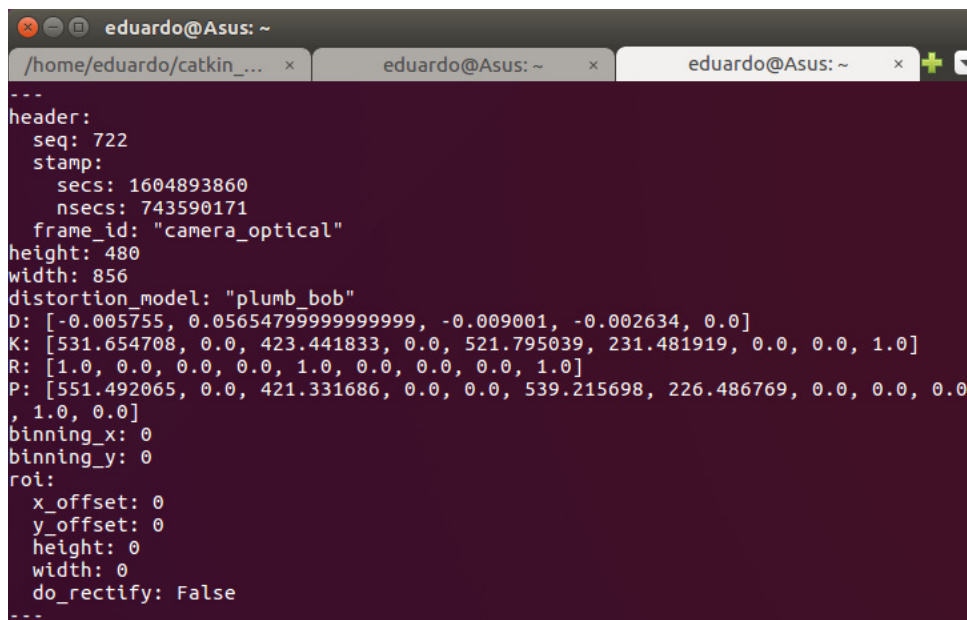 eduardo@Asus: ~
/home/eduardo/catkin_... × eduardo@Asus: ~ × eduardo@Asus: ~ ×
---
header:
  seq: 722
  stamp:
    secs: 1604893860
    nsecs: 743590171
  frame_id: "camera_optical"
height: 480
width: 856
distortion_model: "plumb_bob"
D: [-0.005755, 0.05654799999999999, -0.009001, -0.002634, 0.0]
K: [531.654708, 0.0, 423.441833, 0.0, 521.795039, 231.481919, 0.0, 0.0, 1.0]
R: [1.0, 0.0, 0.0, 0.0, 1.0, 0.0, 0.0, 0.0, 1.0]
P: [551.492065, 0.0, 421.331686, 0.0, 0.0, 539.215698, 226.486769, 0.0, 0.0, 0.0
, 1.0, 0.0]
binning_x: 0
binning_y: 0
roi:
  x_offset: 0
  y_offset: 0
  height: 0
  width: 0
  do_rectify: False
---